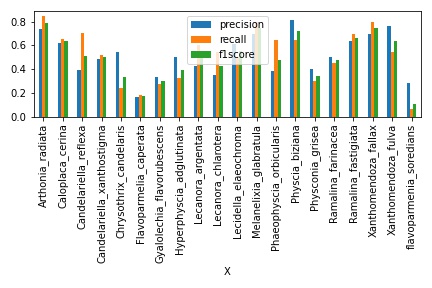 precision
recall
f1score
0.8
0.6
0.4
0.2
0.0
Arthonia_radiata
Caloplaca_cerina
Candelariella_reflexa
Candelariella_xanthostigma
Chrysothrix_candelaris
Flavoparmelia_caperata
Gyalolechia_flavorubescens
Hyperphyscia_adglutinata
Lecanora_argentata
Lecanora_chlarotera
Lecidella_elaeochroma
Melanelixia_glabratula
Phaeophyscia_orbicularis
Physcia_biziana
Physconia_grisea
Ramalina_farinacea
Ramalina_fastigiata
Xanthomendoza_fallax
Xanthomendoza_fulva
flavoparmenia_soredians
X